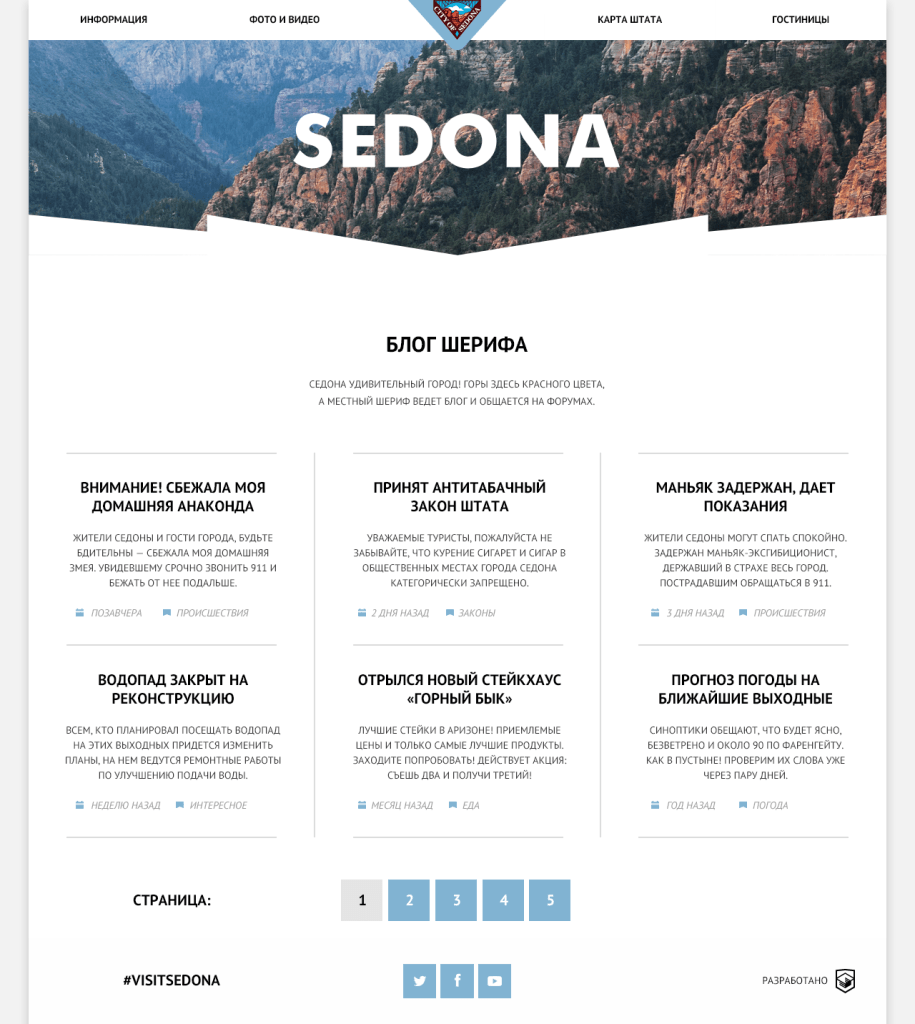 ИНФОРМАЦИЯ
ФОТО И ВИДЕО
CITY OF SEDONA
КАРТА ШТАТА
ГОСТИНИЦЫ
SEDONA
БЛОГ ШЕРИФА
СЕДОНА УДИВИТЕЛЬНЫЙ ГОРОД! ГОРЫ ЗДЕСЬ КРАСНОГО ЦВЕТА,
А МЕСТНЫЙ ШЕРИФ ВЕДЕТ БЛОГ И ОБЩАЕТСЯ НА ФОРУМАХ.
ВНИМАНИЕ! СБЕЖАЛА МОЯ
ДОМАШНЯЯ АНАКОНДА
ЖИТЕЛИ СЕДОНЫ И ГОСТИ ГОРОДА, БУДЬТЕ
БДИТЕЛЬНЫ — СБЕЖАЛА МОЯ ДОМАШНЯЯ
ЗМЕЯ. УВИДЕВШЕМУ СРОЧНО ЗВОНИТЬ 911 И
БЕЖАТЬ ОТ НЕЕ ПОДАЛЬШЕ.
ПОЗАВЧЕРА
ПРОИСШЕСТВИЯ
ПРИНЯТ АНТИТАБАЧНЫЙ
ЗАКОН ШТАТА
УВАЖАЕМЫЕ ТУРИСТЫ, ПОЖАЛУЙСТА НЕ
ЗАБЫВАЙТЕ, ЧТО КУРЕНИЕ СИГАРЕТ И СИГАР В
ОБЩЕСТВЕННЫХ МЕСТАХ ГОРОДА СЕДОНА
КАТЕГОРИЧЕСКИ ЗАПРЕЩЕНО.
2 ДНЯ НАЗАД
ЗАКОНЫ
МАНЬЯК ЗАДЕРЖАН, ДАЕТ
ПОКАЗАНИЯ
ЖИТЕЛИ СЕДОНЫ МОГУТ СПАТЬ СПОКОЙНО.
ЗАДЕРЖАН МАНЬЯК-ЭКСГИБИЦИОНИСТ,
ДЕРЖАВШИЙ В СТРАХЕ ВЕСЬ ГОРОД.
ПОСТРАДАВШИМ ОБРАЩАТЬСЯ В 911.
3 ДНЯ НАЗАД
ПРОИСШЕСТВИЯ
ВОДОПАД ЗАКРЫТ НА
РЕКОНСТРУКЦИЮ
ВСЕМ, КТО ПЛАНИРОВАЛ ПОСЕЩАТЬ ВОДОПАД
НА ЭТИХ ВЫХОДНЫХ ПРИДЕТСЯ ИЗМЕНИТЬ
ПЛАНЫ, НА НЕМ ВЕДУТСЯ РЕМОНТНЫЕ РАБОТЫ
ПО УЛУЧШЕНИЮ ПОДАЧИ ВОДЫ.
НЕДЕЛЮ НАЗАД
ИНТЕРЕСНОЕ
ОТРЫЛСЯ НОВЫЙ СТЕЙКХАУС
«ГОРНЫЙ БЫК»
ЛУЧШИЕ СТЕЙКИ В АРИЗОНЕ! ПРИЕМЛЕМЫЕ
ЦЕНЫ И ТОЛЬКО САМЫЕ ЛУЧШИЕ ПРОДУКТЫ.
ЗАХОДИТЕ ПОПРОБОВАТЬ! ДЕЙСТВУЕТ АКЦИЯ:
СЪЕШЬ ДВА И ПОЛУЧИ ТРЕТИЙ!
МЕСЯЦ НАЗАД
ЕДА
ПРОГНОЗ ПОГОДЫ НА
БЛИЖАЙШИЕ ВЫХОДНЫЕ
СИНОПТИКИ ОБЕЩАЮТ, ЧТО БУДЕТ ЯСНО,
БЕЗВЕТРЕНО И ОКОЛО 90 ПО ФАРЕНГЕЙТУ.
КАК В ПУСТЫНЕ! ПРОВЕРИМ ИХ СЛОВА УЖЕ
ЧЕРЕЗ ПАРУ ДНЕЙ.
ГОД НАЗАД
ПОГОДА
СТРАНИЦА:
1
2
3
4
5
#VISITSEDONA
РАЗРАБОТАНО